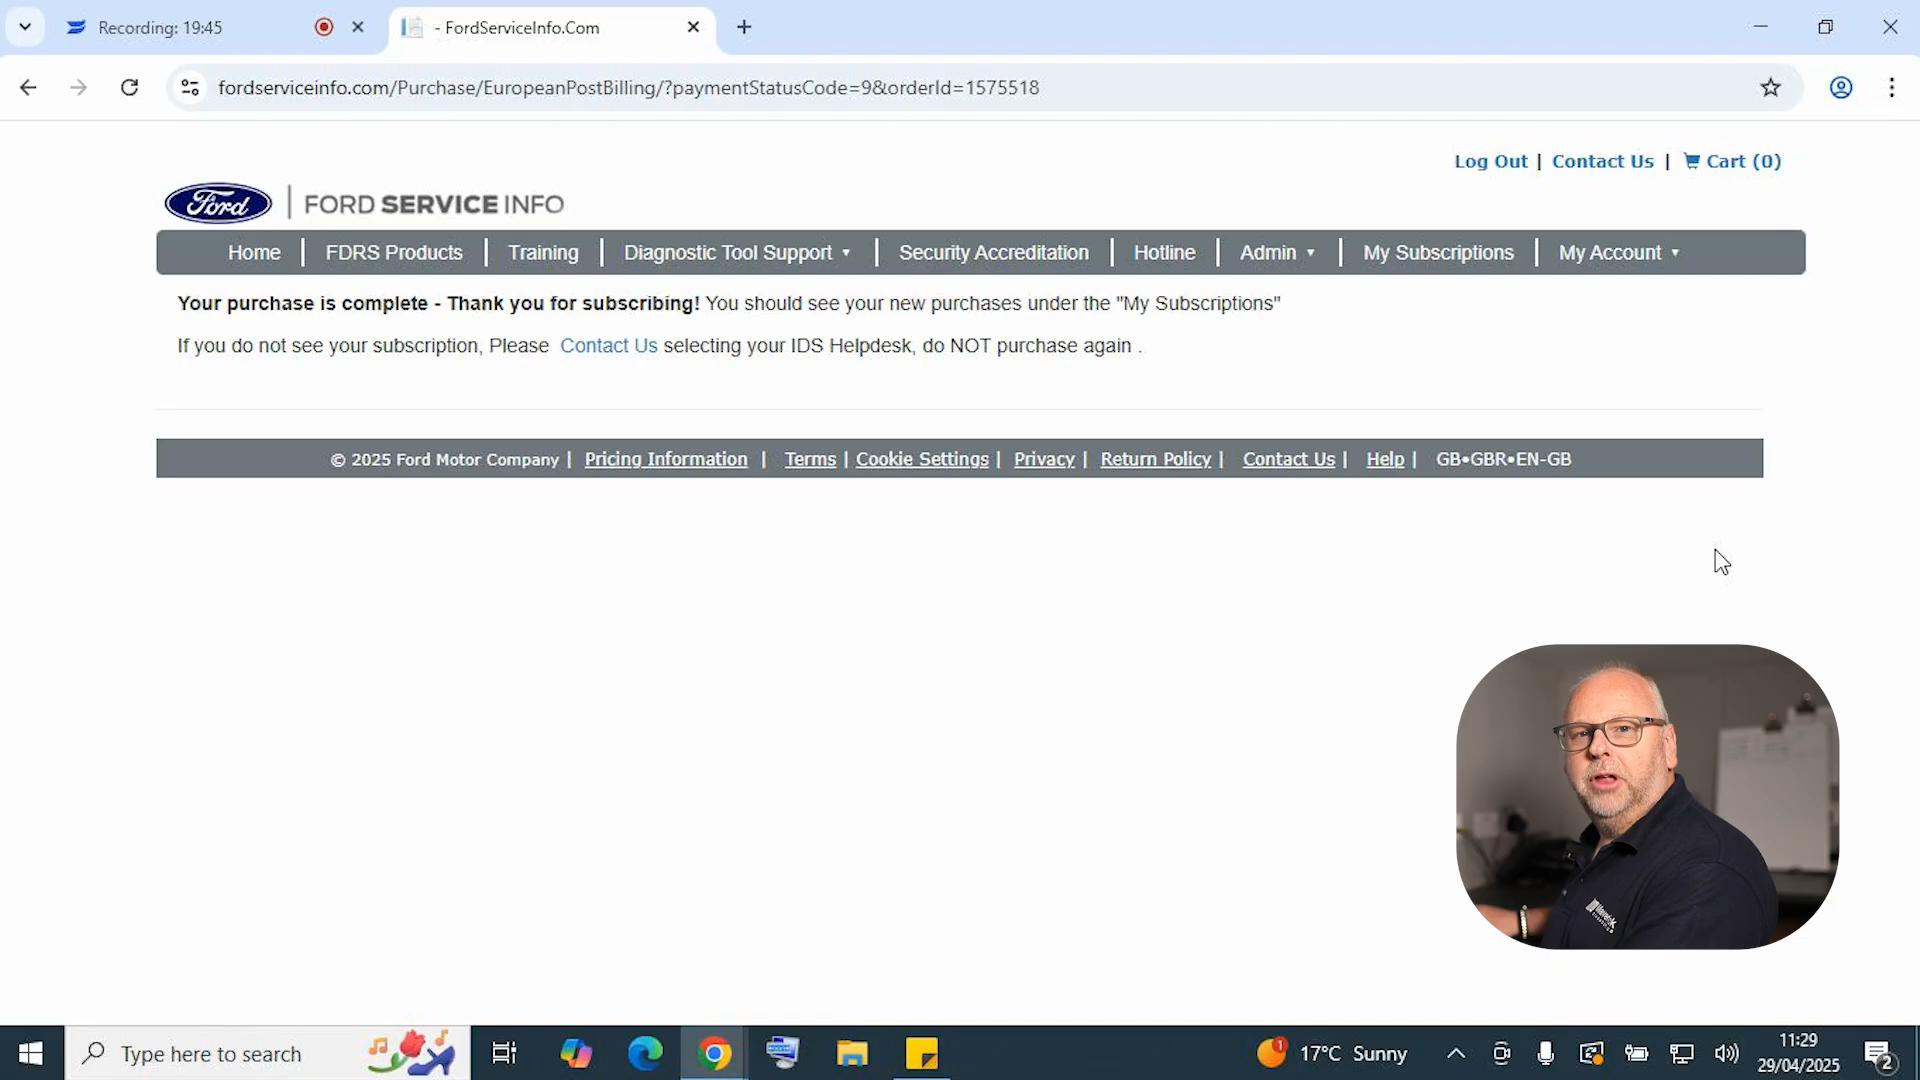 Recording: 19:45
- FordServiceInfo.Com
fordserviceinfo.com/Purchase/EuropeanPostBilling/?paymentStatusCode=9&orderId=1575518
Log Out | Contact Us | Cart (0)
Ford | FORD SERVICE INFO
Home | FDRS Products | Training | Diagnostic Tool Support | Security Accreditation | Hotline | Admin | My Subscriptions | My Account
Your purchase is complete - Thank you for subscribing! You should see your new purchases under the "My Subscriptions"
If you do not see your subscription, Please Contact Us selecting your IDS Helpdesk, do NOT purchase again .
© 2025 Ford Motor Company | Pricing Information | Terms | Cookie Settings | Privacy | Return Policy | Contact Us | Help | GB•GBR•EN-GB
Type here to search
1
17°C Sunny
11:29
29/04/2025
2